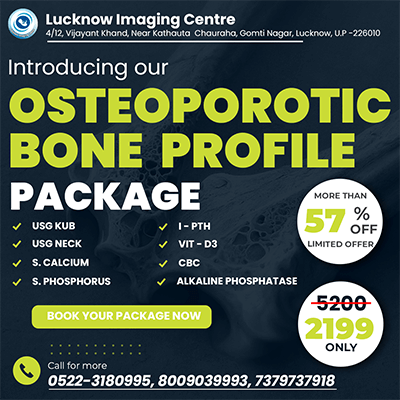 Lucknow Imaging Centre
4/12, Vijayant Khand, Near Kathauta Chauraha, Gomti Nagar, Lucknow, U.P -226010
Introducing our
OSTEOPOROTIC
BONE PROFILE
PACKAGE
USG KUB
USG NECK
S. CALCIUM
S. PHOSPHORUS
I - PTH
VIT - D3
CBC
ALKALINE PHOSPHATASE
MORE THAN
57 % OFF
LIMITED OFFER
5200
2199
ONLY
BOOK YOUR PACKAGE NOW
Call for more
0522-3180995, 8009039993, 7379737918